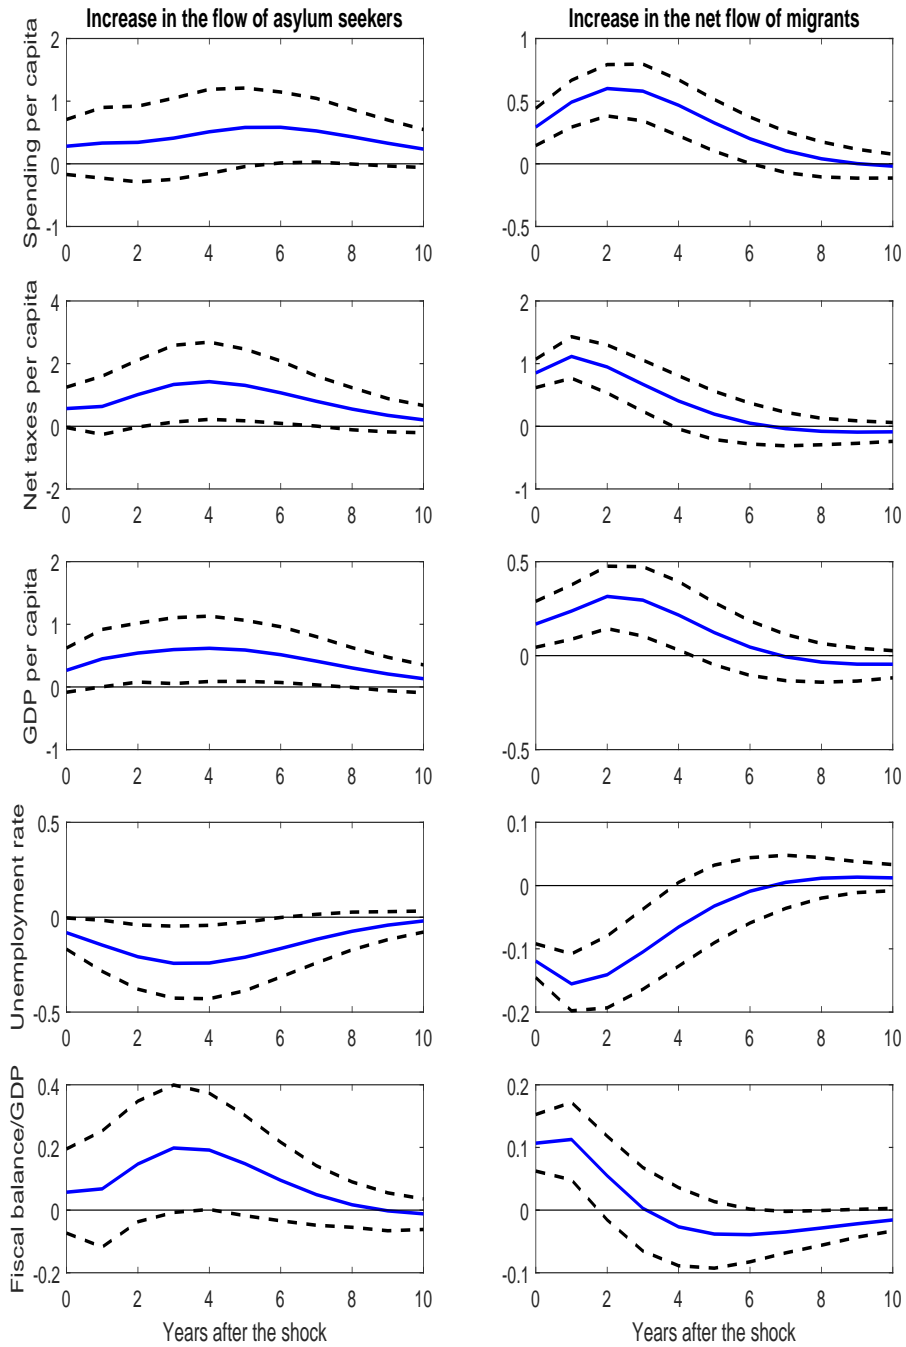 Increase in the flow of asylum seekers
Increase in the net flow of migrants
Spending per capita
2
1
0
-1
0 2 4 6 8 10
1
0.5
0
-0.5
0 2 4 6 8 10
Net taxes per capita
4
2
0
-2
0 2 4 6 8 10
2
1
0
-1
0 2 4 6 8 10
GDP per capita
2
1
0
-1
0 2 4 6 8 10
0.5
0
-0.5
0 2 4 6 8 10
Unemployment rate
0.5
0
-0.5
0 2 4 6 8 10
0.1
0
-0.1
-0.2
0 2 4 6 8 10
Fiscal balance/GDP
0.4
0.2
0
-0.2
0 2 4 6 8 10
Years after the shock
0.2
0.1
0
-0.1
0 2 4 6 8 10
Years after the shock